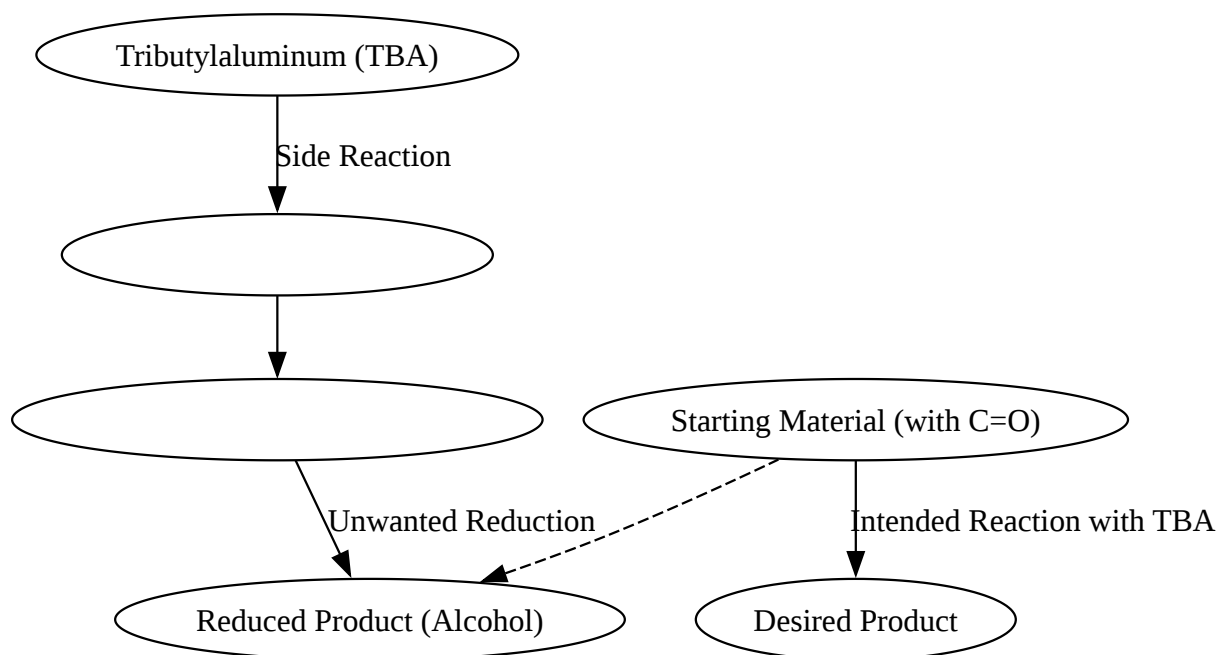 Tributylaluminum (TBA)
Side Reaction
Starting Material (with C=O)
Unwanted Reduction
Intended Reaction with TBA
Reduced Product (Alcohol)
Desired Product